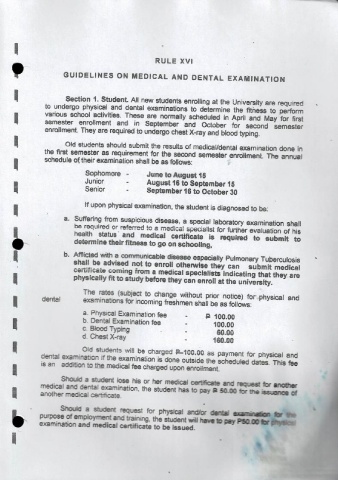 RULE XVI
GUIDELINES ON MEDICAL AND DENTAL EXAMINATION
Section 1. Student. All new students enrolling at the University are required
to undergo physical and dental examinations to determine the fitness to perform
various school activities. These are normally scheduled in April and May for first
semester enrollment and in September and October for second semester
enrollment. They are required to undergo chest X-ray and blood typing.
Old students should submit the results of medical/dental examination done in
the first semester as requirement for the second semester enrollment. The annual
schedule of their examination shall be as follows:
Sophomore - June to August 15
Junior - August 16 to September 15
Senior - September 16 to October 30
If upon physical examination, the student is diagnosed to be:
a. Suffering from suspicious disease, a special laboratory examination shall
be required or referred to a medical specialist for further evaluation of his
health status and medical certificate is required to submit to
determine their fitness to go on schooling,
b. Afflicted with a communicable disease especially Pulmonary Tuberculosis
shall be advised not to enroll otherwise they can submit medical
certificate coming from a medical specialists indicating that they are
physically fit to study before they can enroll at the university.
The rates (subject to change without prior notice) for physical and
dental examinations for incoming freshmen shall be as follows:
a. Physical Examination fee - ₱ 100.00
b. Dental Examination fee - 100.00
c. Blood Typing - 60.00
d. Chest X-ray - 160.00
Old students will be charged ₱-100.00 as payment for physical and
dental examination if the examination is done outside the scheduled dates. This fee
is an addition to the medical fee charged upon enrollment.
Should a student lose his or her medical certificate and request for another
medical and dental examination, the student has to pay ₱ 50.00 for the issuance of
another medical certificate.
Should a student request for physical and/or dental examination for the
purpose of employment and training, the student will have to pay P50.00 for physical
examination and medical certificate to be issued.